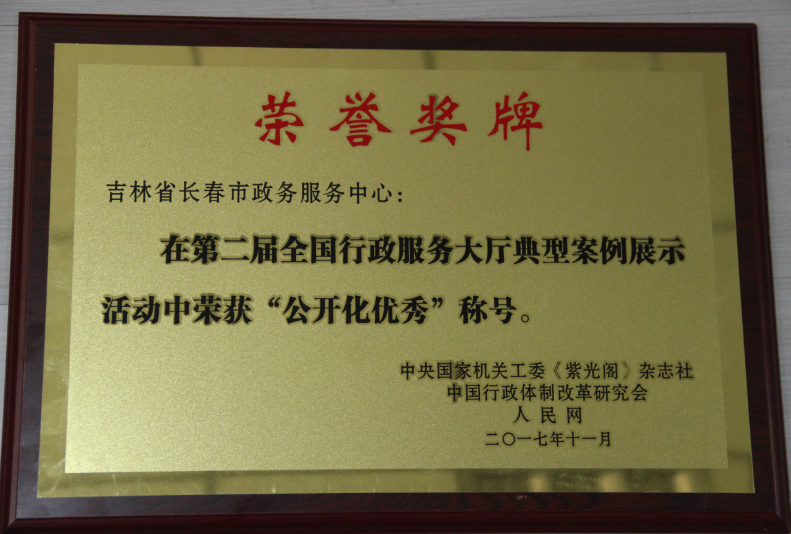 荣誉奖牌
吉林省长春市政务服务中心：
在第二届全国行政服务大厅典型案例展示
活动中荣获“公开化优秀”称号。
中央国家机关工委《紫光阁》杂志社
中国行政体制改革研究会
人民网
二〇一七年十一月